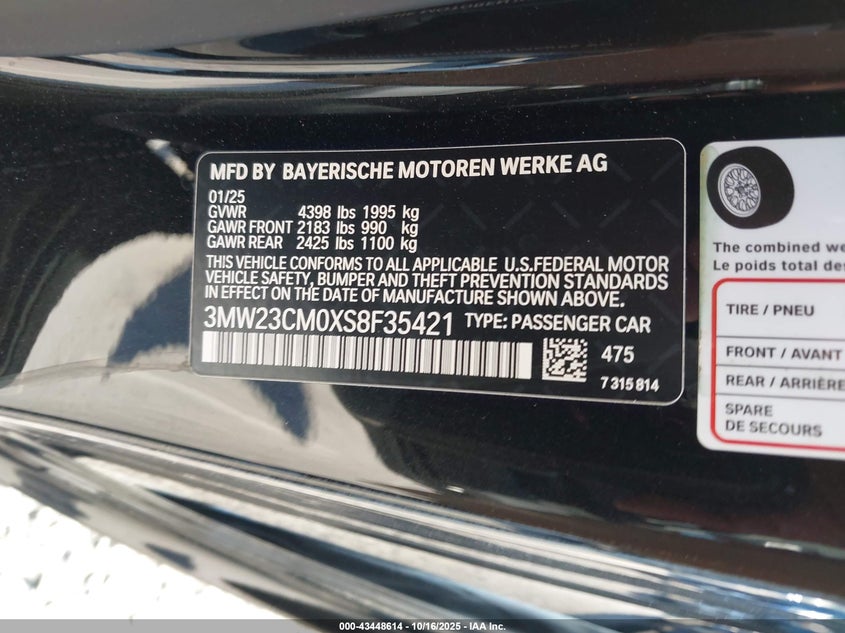 MFD BY BAYERISCHE MOTOREN WERKE AG
01/25
GVWR 4398 lbs 1995 kg
GAWR FRONT 2183 lbs 990 kg
GAWR REAR 2425 lbs 1100 kg
THIS VEHICLE CONFORMS TO ALL APPLICABLE U.S.FEDERAL MOTOR
VEHICLE SAFETY, BUMPER AND THEFT PREVENTION STANDARDS
IN EFFECT ON THE DATE OF MANUFACTURE SHOWN ABOVE.
3MW23CM0XS8F35421 TYPE: PASSENGER CAR
475
7 315 814
The combined we
Le poids total de
TIRE / PNEU
FRONT / AVANT
REAR / ARRIÈRE
SPARE
DE SECOURS
000-43448614 - 10/16/2025 - IAA Inc.